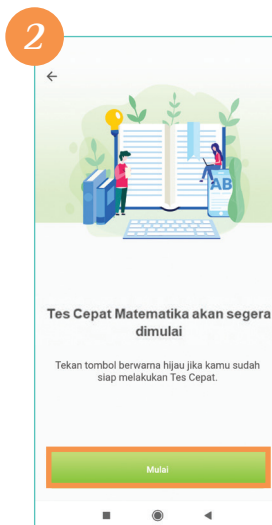 2
AB
Tes Cepat Matematika akan segera
dimulai
Tekan tombol berwarna hijau jika kamu sudah
siap melakukan Tes Cepat.
Mulai